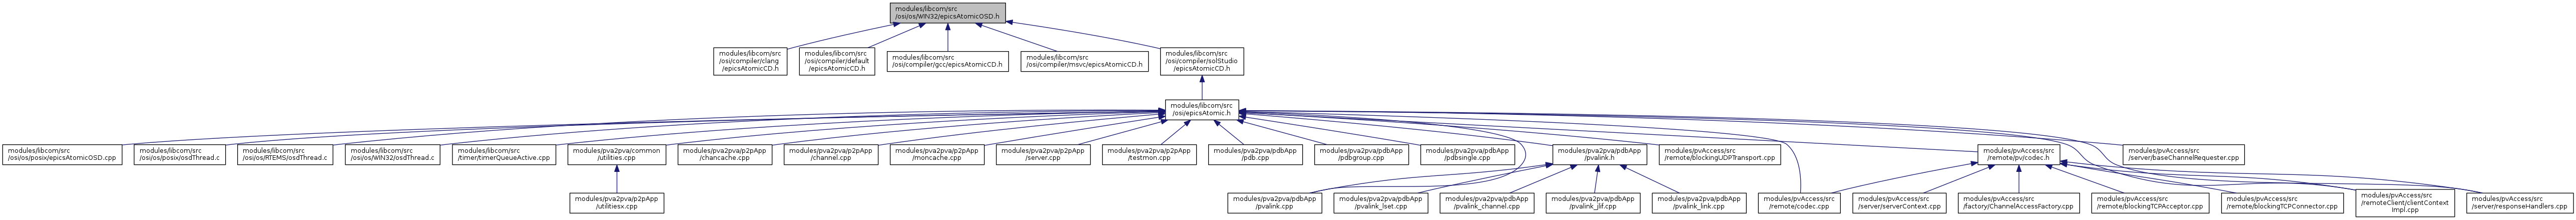 modules/libcom/src
/osi/os/WIN32/epicsAtomicOSD.h
modules/libcom/src
/osi/compiler/clang
/epicsAtomicCD.h
modules/libcom/src
/osi/compiler/default
/epicsAtomicCD.h
modules/libcom/src
/osi/compiler/gcc/epicsAtomicCD.h
modules/libcom/src
/osi/compiler/msvc/epicsAtomicCD.h
modules/libcom/src
/osi/compiler/solStudio
/epicsAtomicCD.h
modules/libcom/src
/osi/epicsAtomic.h
modules/libcom/src
/osi/os/posix/epicsAtomicOSD.cpp
modules/libcom/src
/osi/os/posix/osdThread.c
modules/libcom/src
/osi/os/RTEMS/osdThread.c
modules/libcom/src
/osi/os/WIN32/osdThread.c
modules/libcom/src
/timer/timerQueueActive.cpp
modules/pva2pva/common
/utilities.cpp
modules/pva2pva/p2pApp
/chancache.cpp
modules/pva2pva/p2pApp
/channel.cpp
modules/pva2pva/p2pApp
/moncache.cpp
modules/pva2pva/p2pApp
/server.cpp
modules/pva2pva/p2pApp
/testmon.cpp
modules/pva2pva/pdbApp
/pdb.cpp
modules/pva2pva/pdbApp
/pdbgroup.cpp
modules/pva2pva/pdbApp
/pdbsingle.cpp
modules/pva2pva/pdbApp
/pvalink.h
modules/pvAccess/src
/remote/blockingUDPTransport.cpp
modules/pvAccess/src
/remote/pv/codec.h
modules/pvAccess/src
/server/baseChannelRequester.cpp
modules/pva2pva/p2pApp
/utilitiesx.cpp
modules/pva2pva/pdbApp
/pvalink.cpp
modules/pva2pva/pdbApp
/pvalink_lset.cpp
modules/pva2pva/pdbApp
/pvalink_channel.cpp
modules/pva2pva/pdbApp
/pvalink_jlif.cpp
modules/pva2pva/pdbApp
/pvalink_link.cpp
modules/pvAccess/src
/remote/codec.cpp
modules/pvAccess/src
/server/serverContext.cpp
modules/pvAccess/src
/factory/ChannelAccessFactory.cpp
modules/pvAccess/src
/remote/blockingTCPAcceptor.cpp
modules/pvAccess/src
/remote/blockingTCPConnector.cpp
modules/pvAccess/src
/remoteClient/clientContext
Impl.cpp
modules/pvAccess/src
/server/responseHandlers.cpp